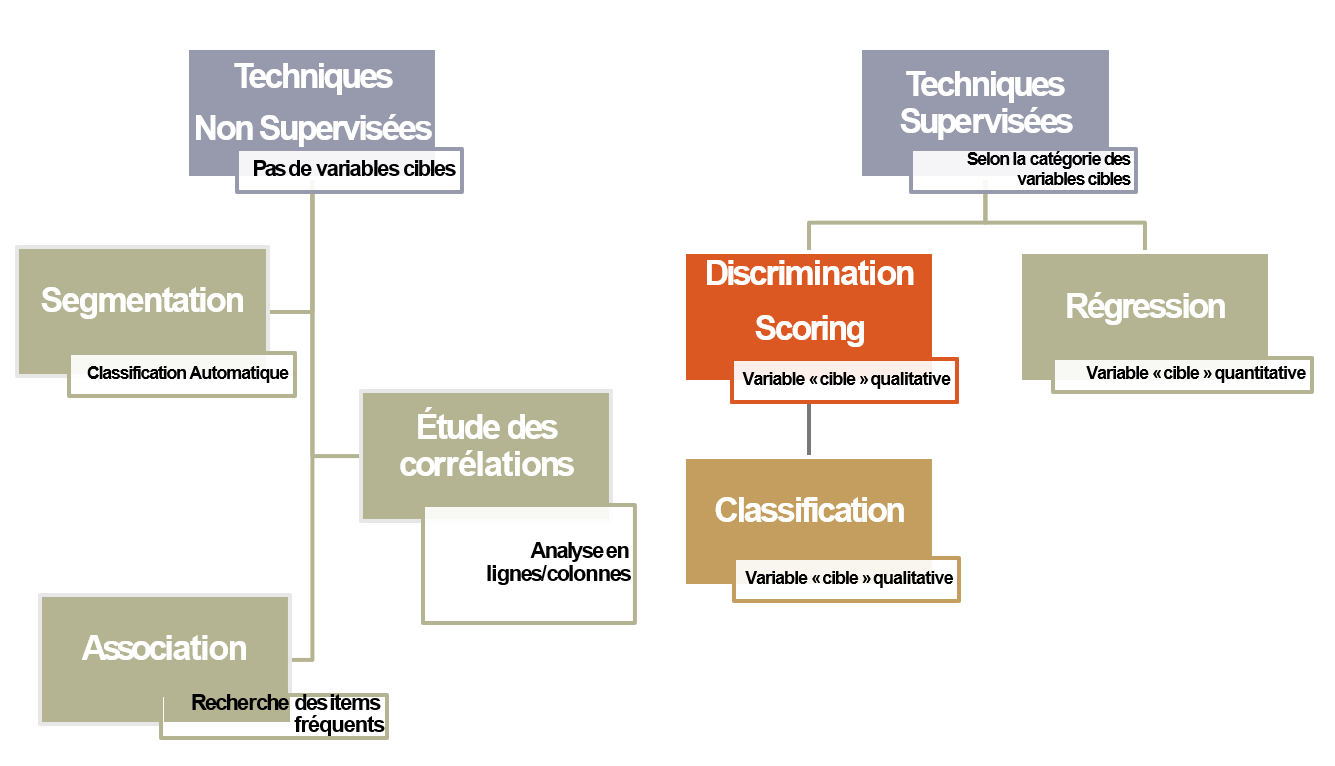 Techniques
Non Supervisées
Pas de variables cibles
Segmentation
Classification Automatique
Étude des
corrélations
Analyse en
lignes/colonnes
Association
Recherche des items
fréquents
Techniques
Supervisées
Selon la catégorie des
variables cibles
Discrimination
Scoring
Variable « cible » qualitative
Régression
Variable « cible » quantitative
Classification
Variable « cible » qualitative